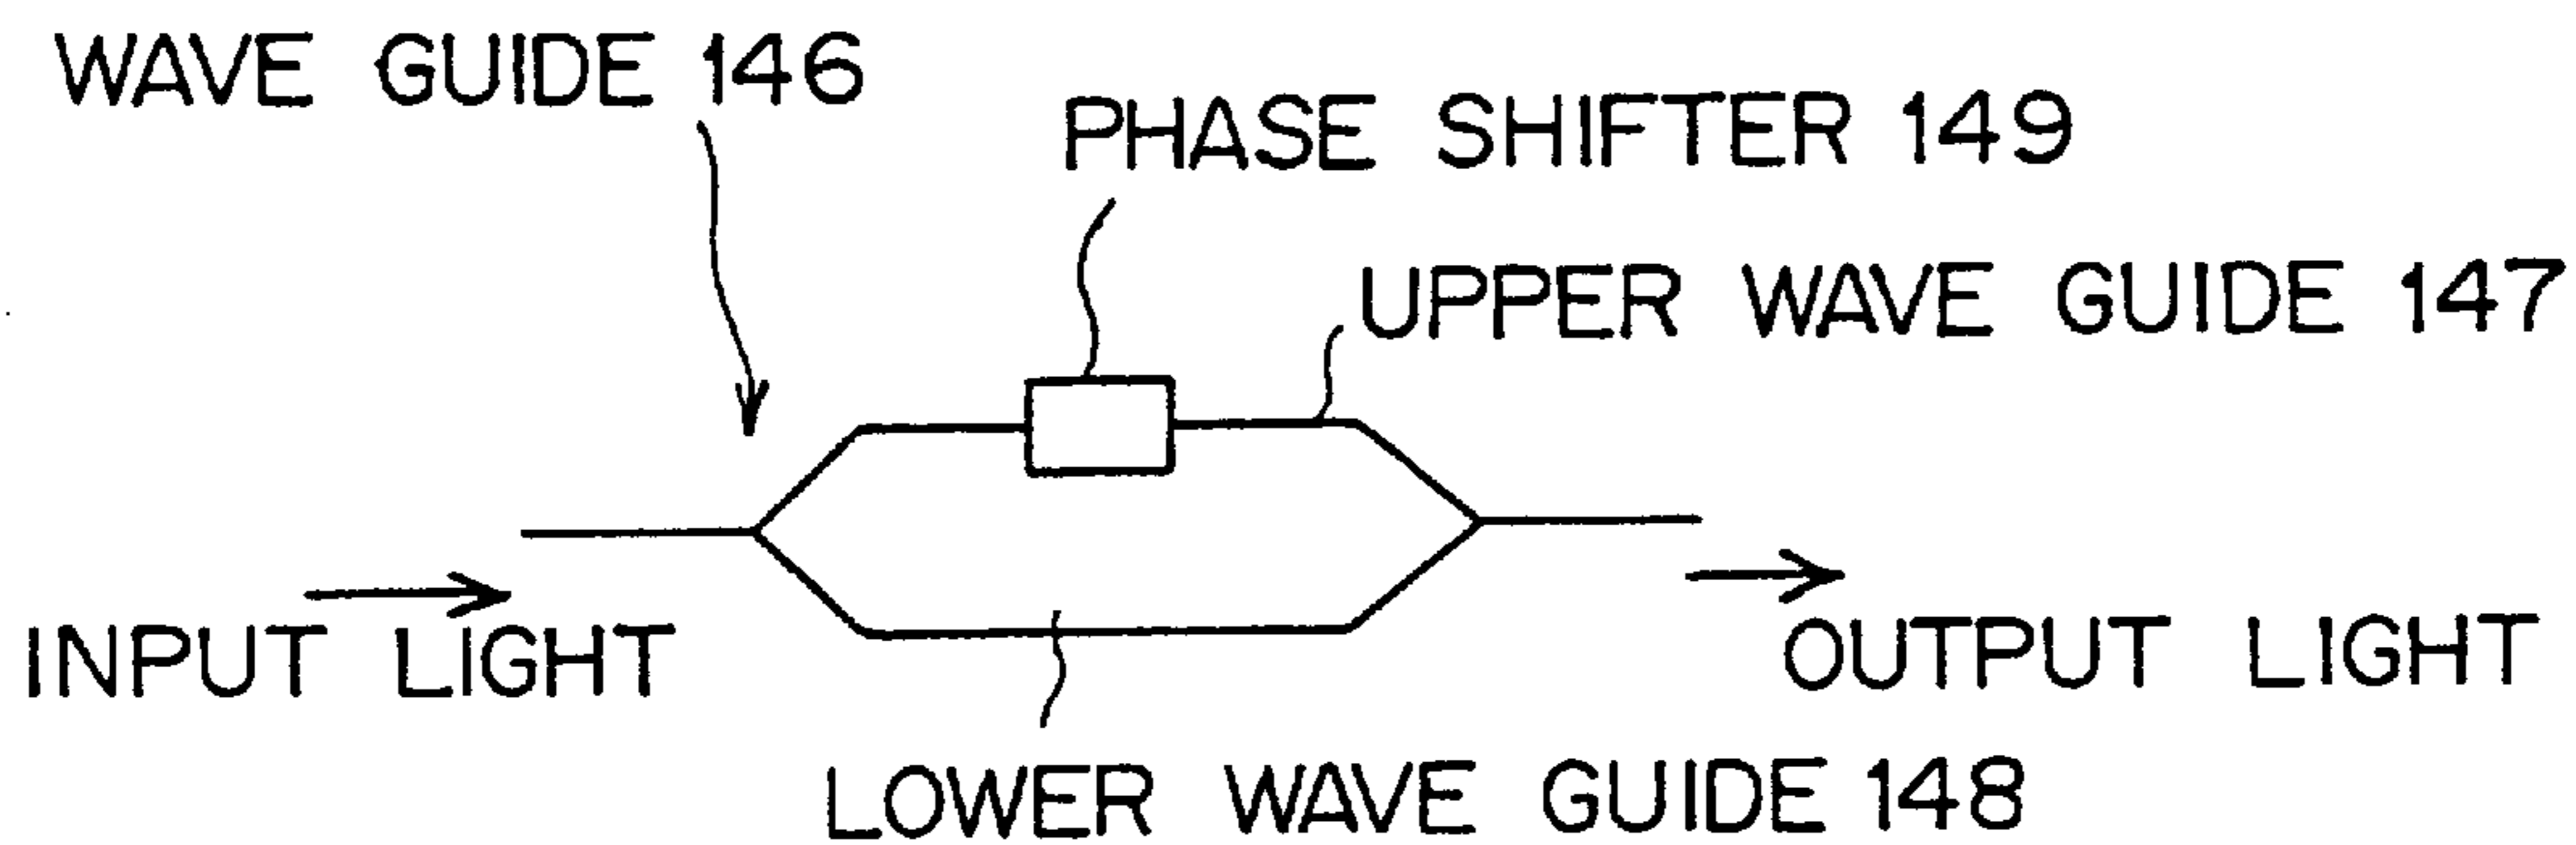 WAVE GUIDE 146
PHASE SHIFTER 149
UPPER WAVE GUIDE 147
INPUT LIGHT
OUTPUT LIGHT
LOWER WAVE GUIDE 148